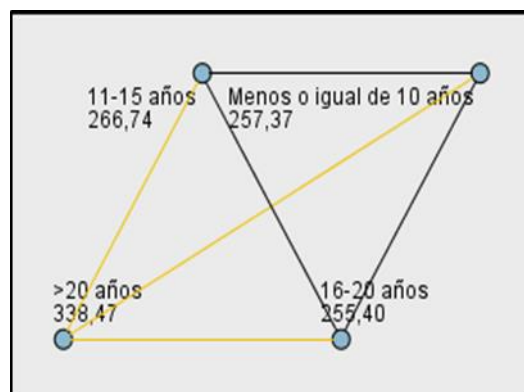 11-15 años
266,74
Menos o igual de 10 años
257,37
>20 años
338,47
16-20 años
255,40